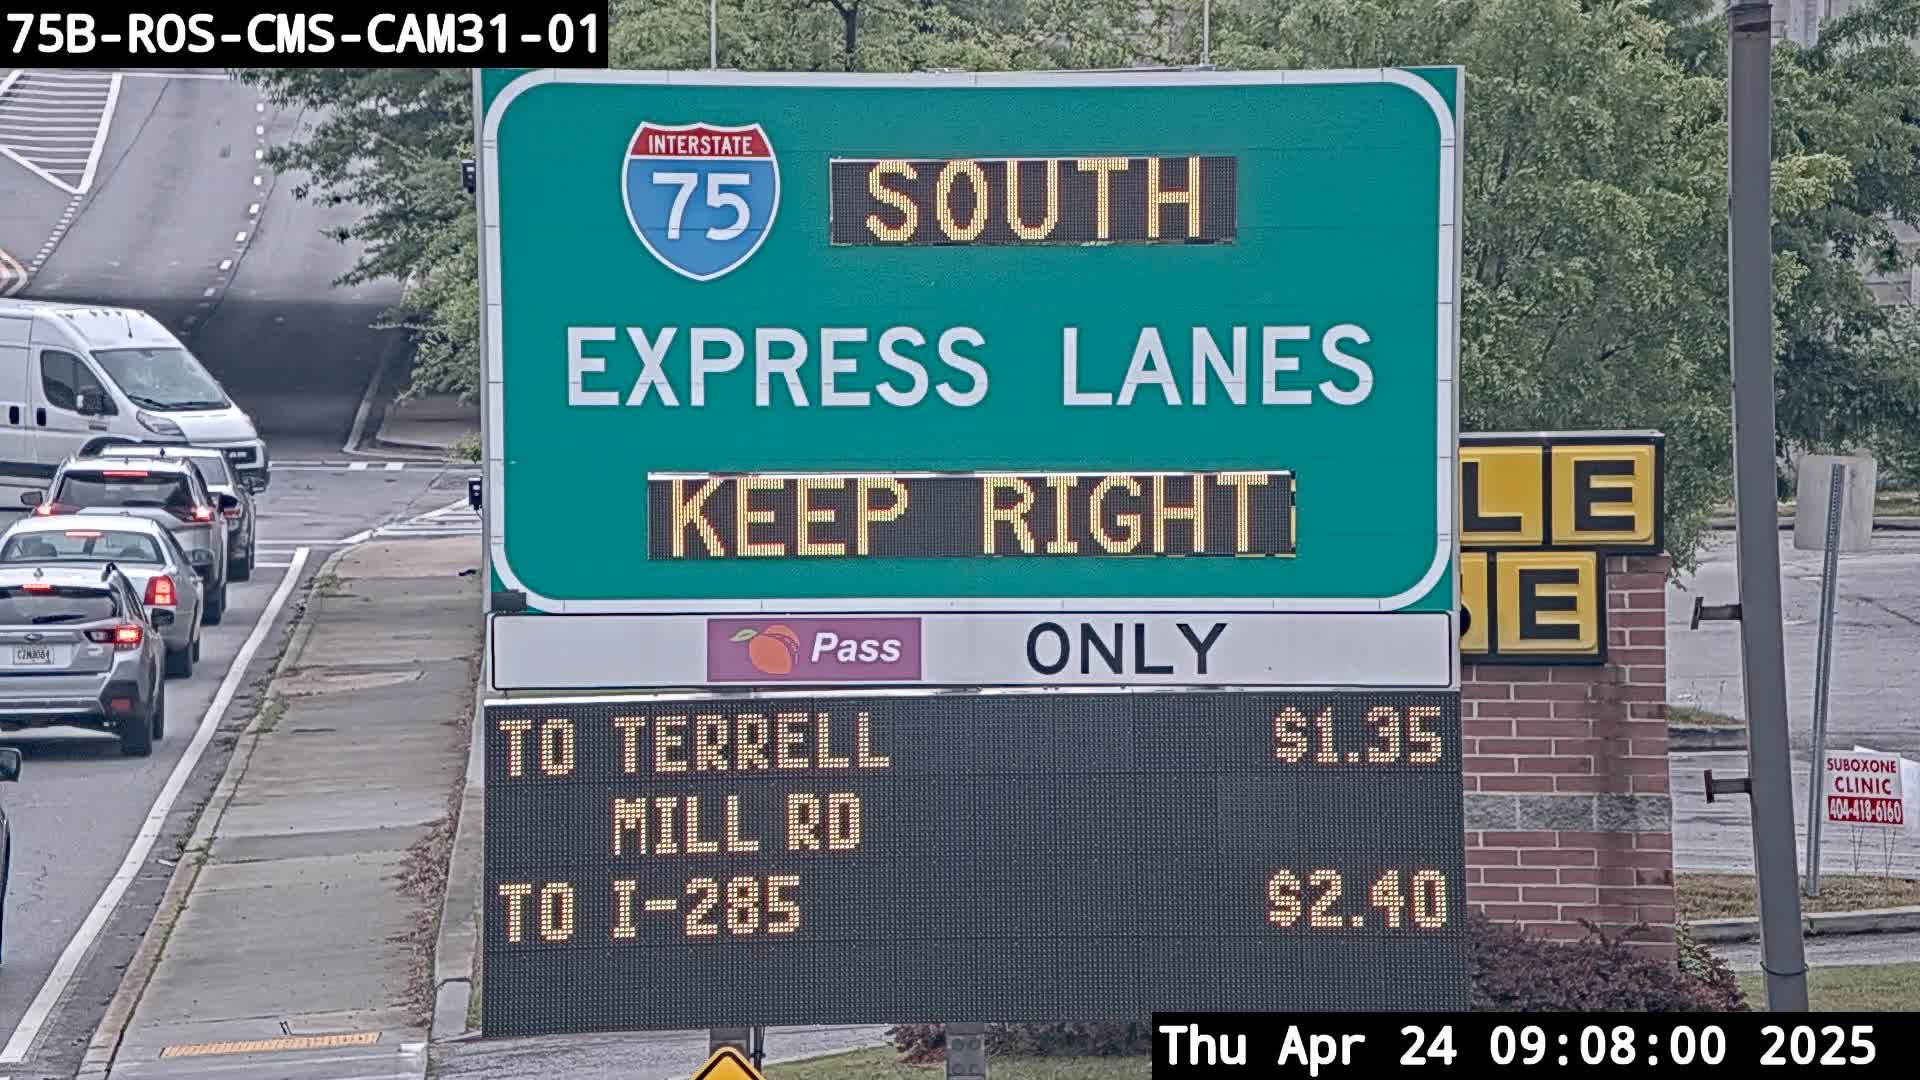 75B-ROS-CMS-CAM31-01
INTERSTATE
75
SOUTH
EXPRESS LANES
KEEP RIGHT
Pass ONLY
TO TERRELL $1.35
MILL RD
TO I-285 $2.40
LE
E
SUBOXONE
CLINIC
404-418-6160
Thu Apr 24 09:08:00 2025